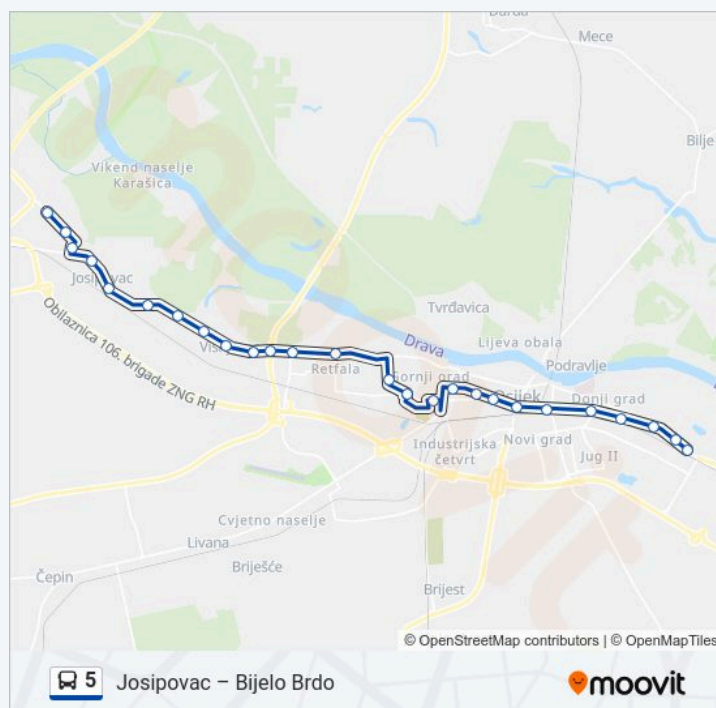 Darda
Mece
Bilje
Vikend naselje
Karašica
Josipovac
Tvrđavica
Drava
Lijeva obala
Podravlje
Retfala
Gornji grad
Osijek
Donji grad
Obilaznica 106. brigade ZNG RH
Industrijska
četvrt
Novi grad
Jug II
Cvjetno naselje
Livana
Briješće
Čepin
Brijest
© OpenStreetMap contributors | © OpenMapTiles
5 Josipovac – Bijelo Brdo
moovit